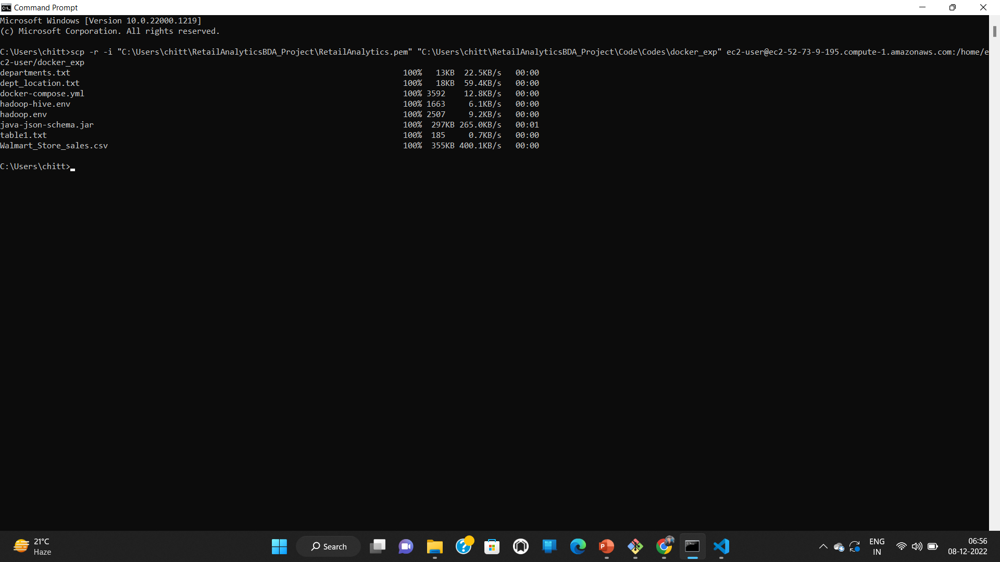 Command Prompt
Microsoft Windows [Version 10.0.22000.1219]
(c) Microsoft Corporation. All rights reserved.
C:\Users\chitt>scp -r -i "C:\Users\chitt\RetailAnalyticsBDA_Project\RetailAnalytics.pem" "C:\Users\chitt\RetailAnalyticsBDA_Project\Code\Codes\docker_exp" ec2-user@ec2-52-73-9-195.compute-1.amazonaws.com:/home/e
c2-user/docker_exp
departments.txt 100% 13KB 22.5KB/s 00:00
dept_location.txt 100% 18KB 59.4KB/s 00:00
docker-compose.yml 100% 3592 12.8KB/s 00:00
hadoop-hive.env 100% 1663 6.1KB/s 00:00
hadoop.env 100% 2507 9.2KB/s 00:00
java-json-schema.jar 100% 297KB 265.0KB/s 00:01
table1.txt 100% 185 0.7KB/s 00:00
Walmart_Store_sales.csv 100% 355KB 400.1KB/s 00:00
C:\Users\chitt>
21°C
Haze
Search
ENG
IN
06:56
08-12-2022